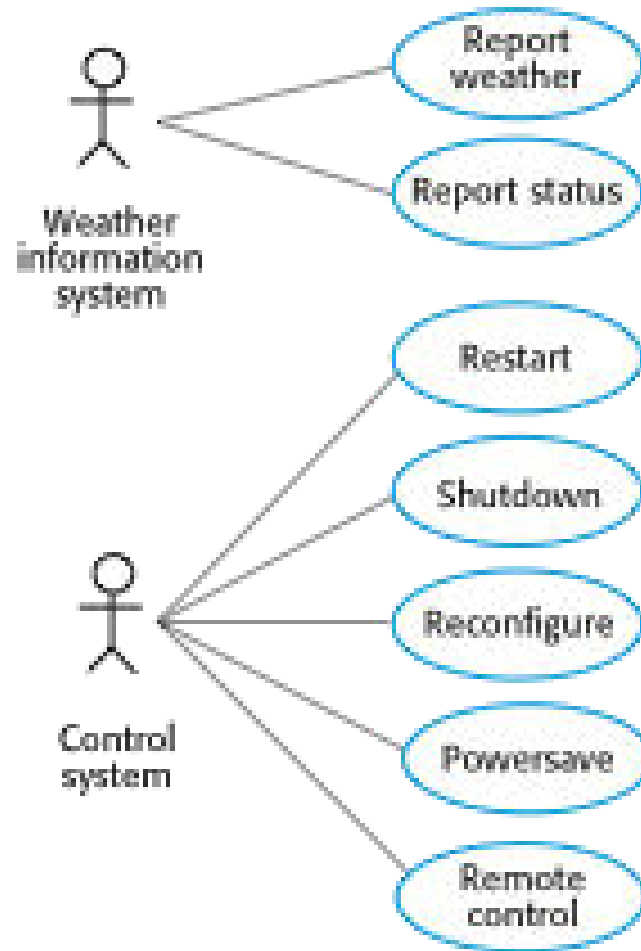 Report
weather
Report status
Weather
information
system
Restart
Shutdown
Reconfigure
Powersave
Control
system
Remote
control